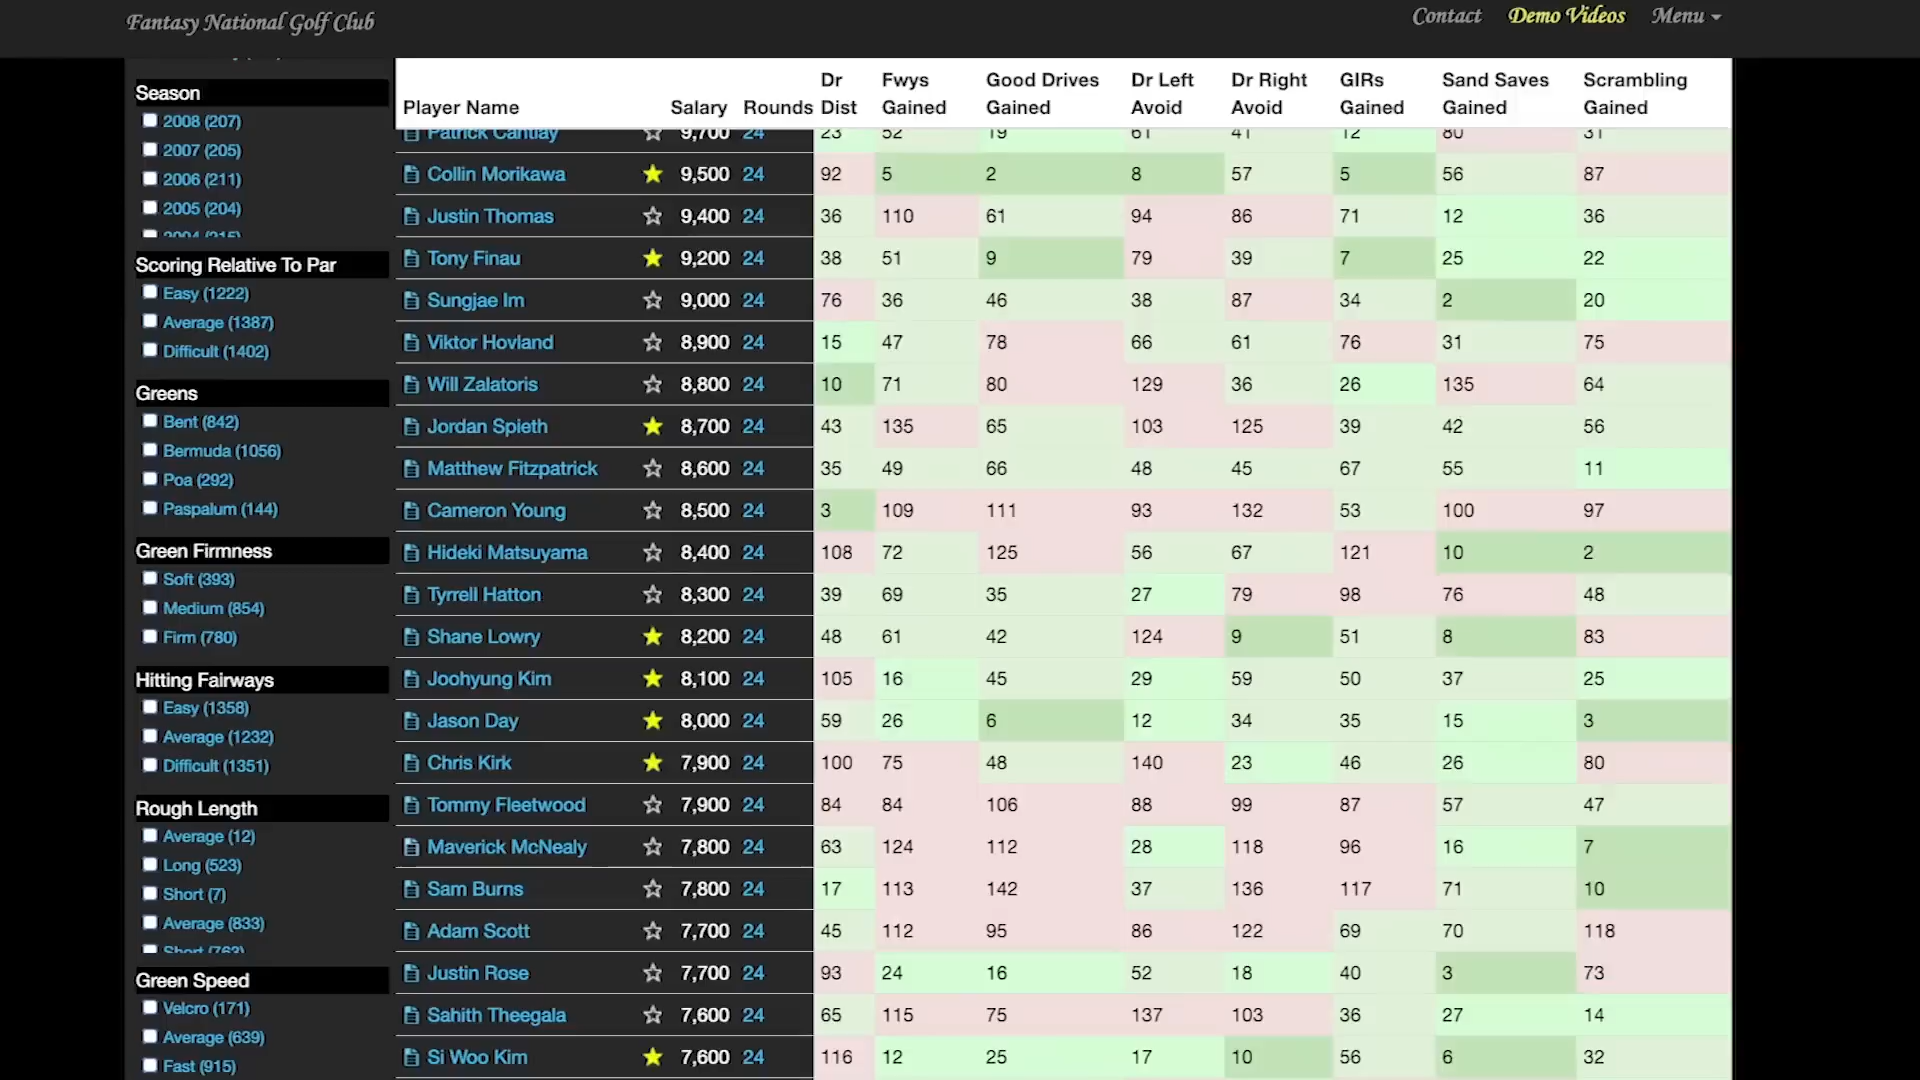 Fantasy National Golf Club
Contact Demo Videos Menu
Season
2008 (207)
2007 (205)
2006 (211)
2005 (204)
2004 (215)
Scoring Relative To Par
Easy (1222)
Average (1387)
Difficult (1402)
Greens
Bent (842)
Bermuda (1056)
Poa (292)
Paspalum (144)
Green Firmness
Soft (393)
Medium (854)
Firm (780)
Hitting Fairways
Easy (1358)
Average (1232)
Difficult (1351)
Rough Length
Average (12)
Long (523)
Short (7)
Average (833)
Short (763)
Green Speed
Velcro (171)
Average (639)
Fast (915)
Player Name Salary Rounds Dr Dist Fwys Gained Good Drives Gained Dr Left Avoid Dr Right Avoid GIRs Gained Sand Saves Gained Scrambling Gained
Patrick Cantlay 9,700 24 23 52 19 61 41 12 80 31
Collin Morikawa 9,500 24 92 5 2 8 57 5 56 87
Justin Thomas 9,400 24 36 110 61 94 86 71 12 36
Tony Finau 9,200 24 38 51 9 79 39 7 25 22
Sungjae Im 9,000 24 76 36 46 38 87 34 2 20
Viktor Hovland 8,900 24 15 47 78 66 61 76 31 75
Will Zalatoris 8,800 24 10 71 80 129 36 26 135 64
Jordan Spieth 8,700 24 43 135 65 103 125 39 42 56
Matthew Fitzpatrick 8,600 24 35 49 66 48 45 67 55 11
Cameron Young 8,500 24 3 109 111 93 132 53 100 97
Hideki Matsuyama 8,400 24 108 72 125 56 67 121 10 2
Tyrrell Hatton 8,300 24 39 69 35 27 79 98 76 48
Shane Lowry 8,200 24 48 61 42 124 9 51 8 83
Joohyung Kim 8,100 24 105 16 45 29 59 50 37 25
Jason Day 8,000 24 59 26 6 12 34 35 15 3
Chris Kirk 7,900 24 100 75 48 140 23 46 26 80
Tommy Fleetwood 7,900 24 84 84 106 88 99 87 57 47
Maverick McNealy 7,800 24 63 124 112 28 118 96 16 7
Sam Burns 7,800 24 17 113 142 37 136 117 71 10
Adam Scott 7,700 24 45 112 95 86 122 69 70 118
Justin Rose 7,700 24 93 24 16 52 18 40 3 73
Sahith Theegala 7,600 24 65 115 75 137 103 36 27 14
Si Woo Kim 7,600 24 116 12 25 17 10 56 6 32